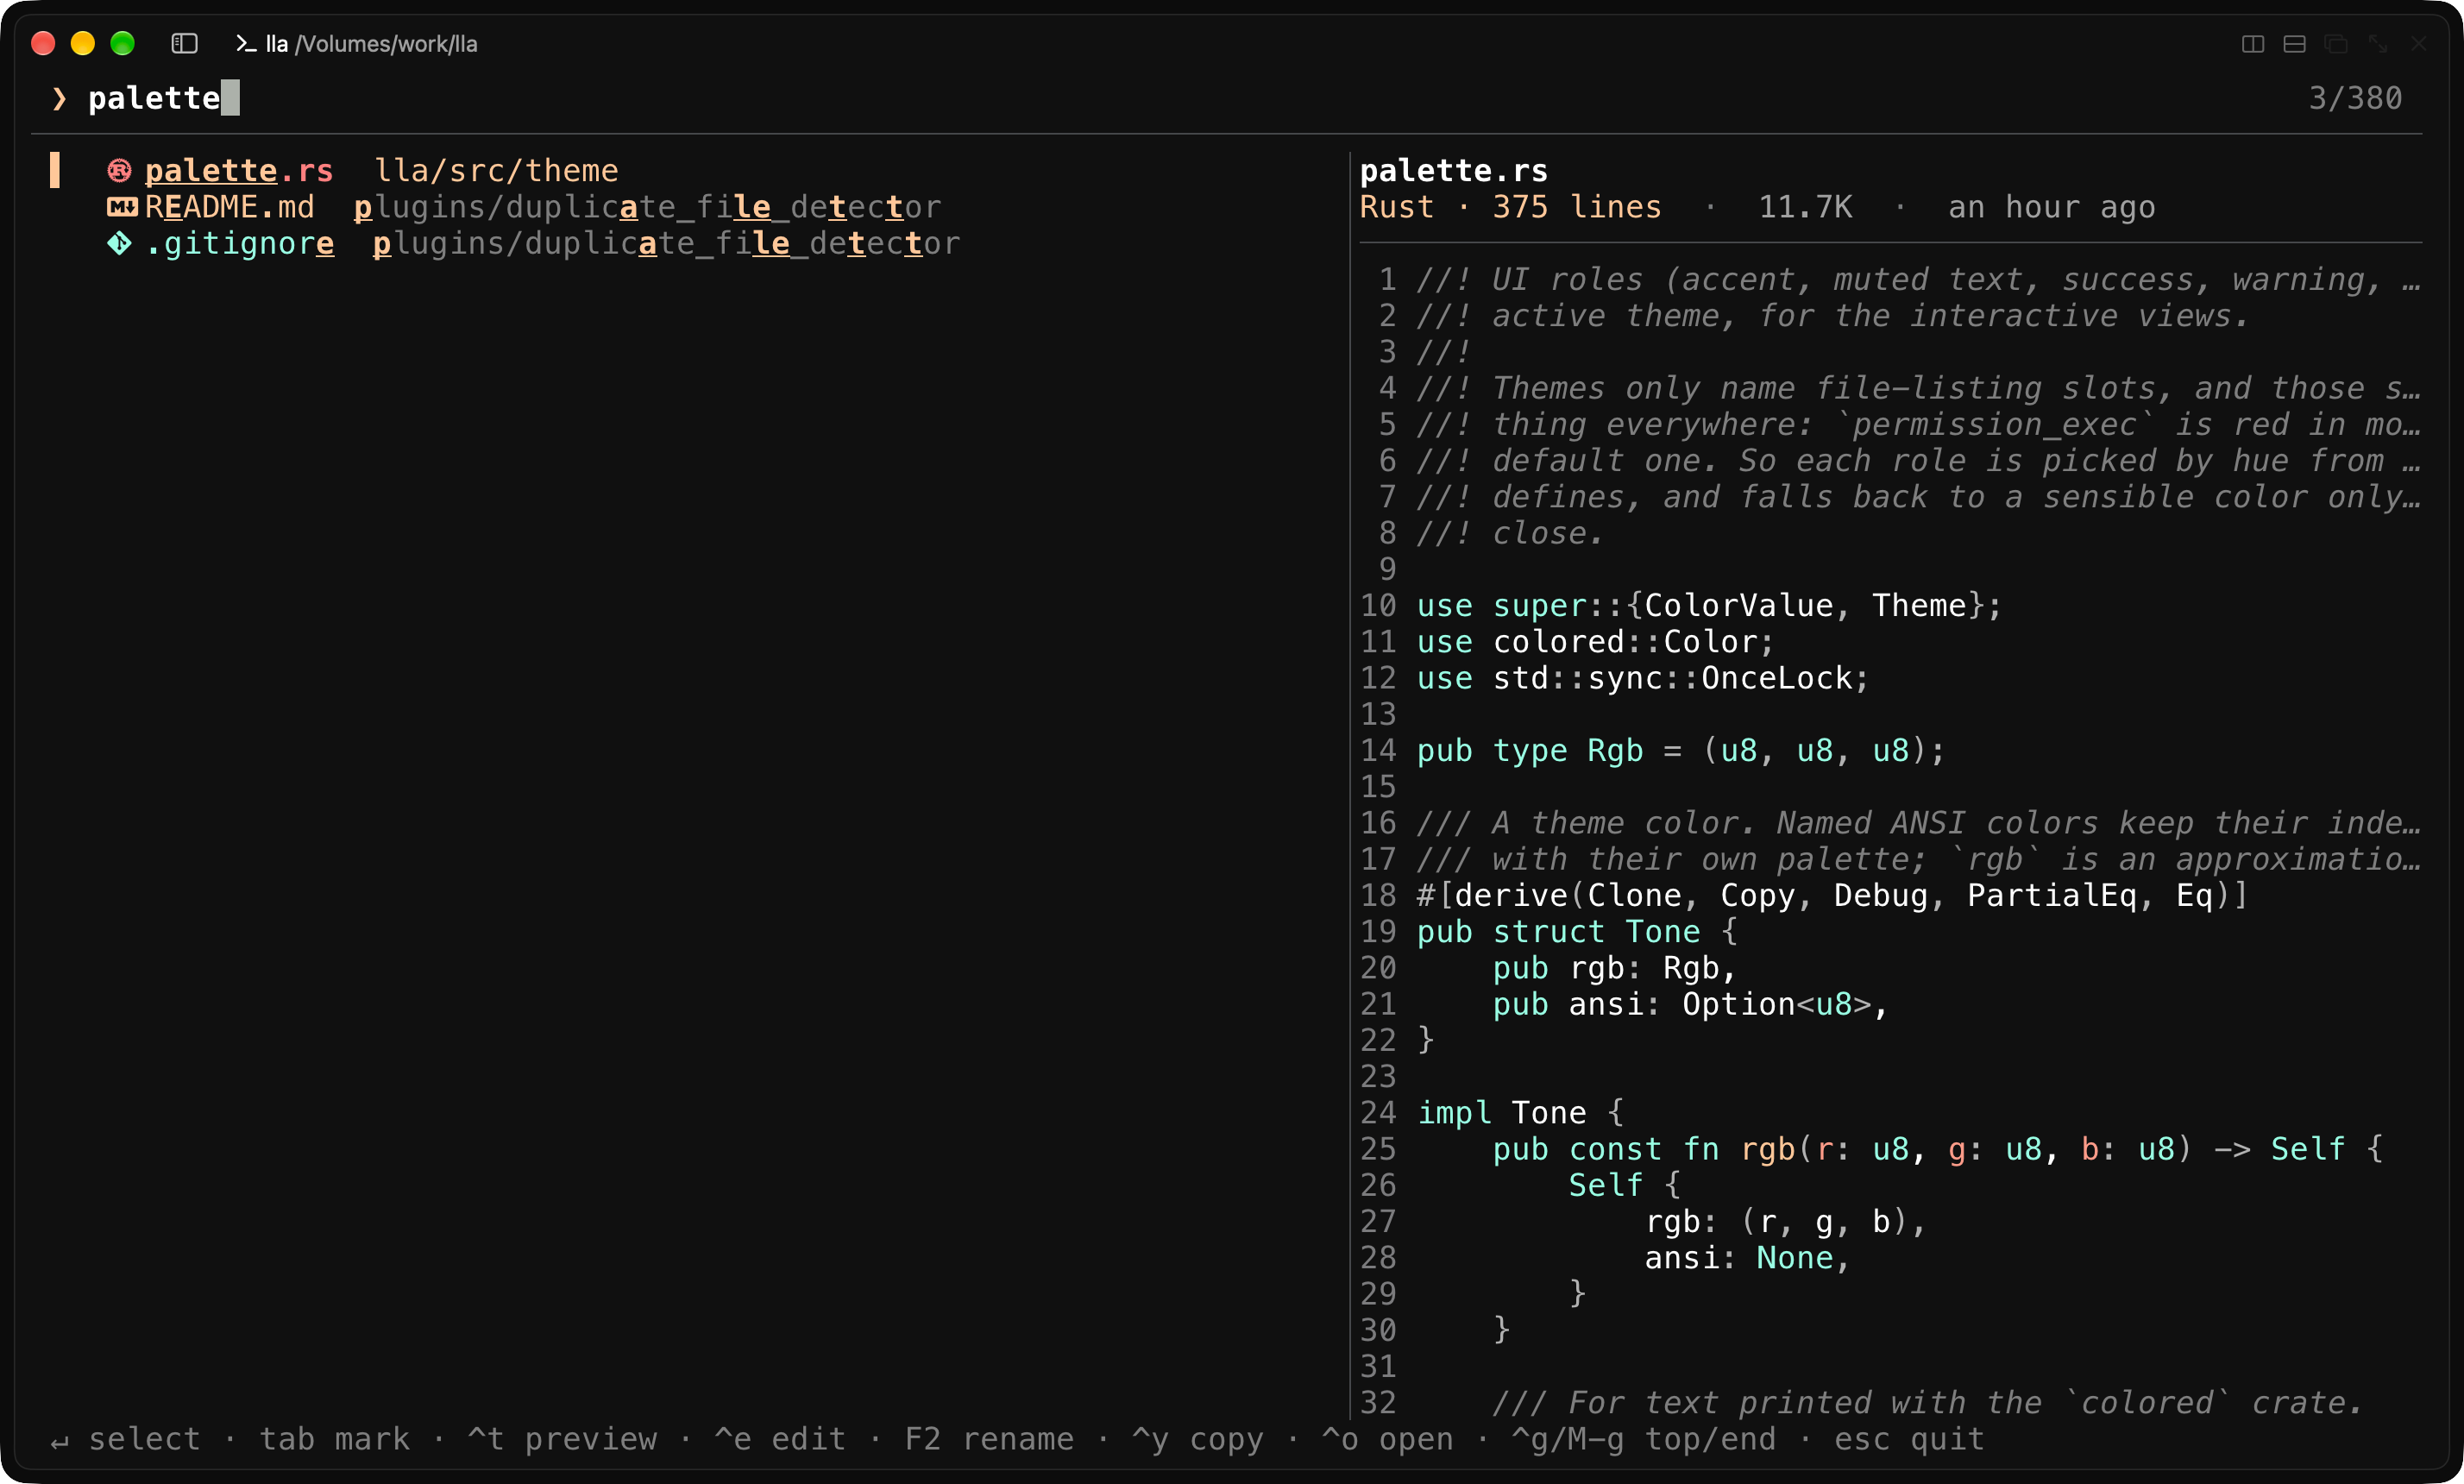 lla /Volumes/work/lla
❯ palette
3/380
palette.rs  lla/src/theme
README.md  plugins/duplicate_file_detector
.gitignore  plugins/duplicate_file_detector
palette.rs
Rust · 375 lines  ·  11.7K  ·  an hour ago
1 //! UI roles (accent, muted text, success, warning, …
2 //! active theme, for the interactive views.
3 //!
4 //! Themes only name file-listing slots, and those s…
5 //! thing everywhere: `permission_exec` is red in mo…
6 //! default one. So each role is picked by hue from …
7 //! defines, and falls back to a sensible color only…
8 //! close.
9
10 use super::{ColorValue, Theme};
11 use colored::Color;
12 use std::sync::OnceLock;
13
14 pub type Rgb = (u8, u8, u8);
15
16 /// A theme color. Named ANSI colors keep their inde…
17 /// with their own palette; `rgb` is an approximatio…
18 #[derive(Clone, Copy, Debug, PartialEq, Eq)]
19 pub struct Tone {
20     pub rgb: Rgb,
21     pub ansi: Option<u8>,
22 }
23
24 impl Tone {
25     pub const fn rgb(r: u8, g: u8, b: u8) -> Self {
26         Self {
27             rgb: (r, g, b),
28             ansi: None,
29         }
30     }
31
32     /// For text printed with the `colored` crate.
↵ select · tab mark · ^t preview · ^e edit · F2 rename · ^y copy · ^o open · ^g/M-g top/end · esc quit